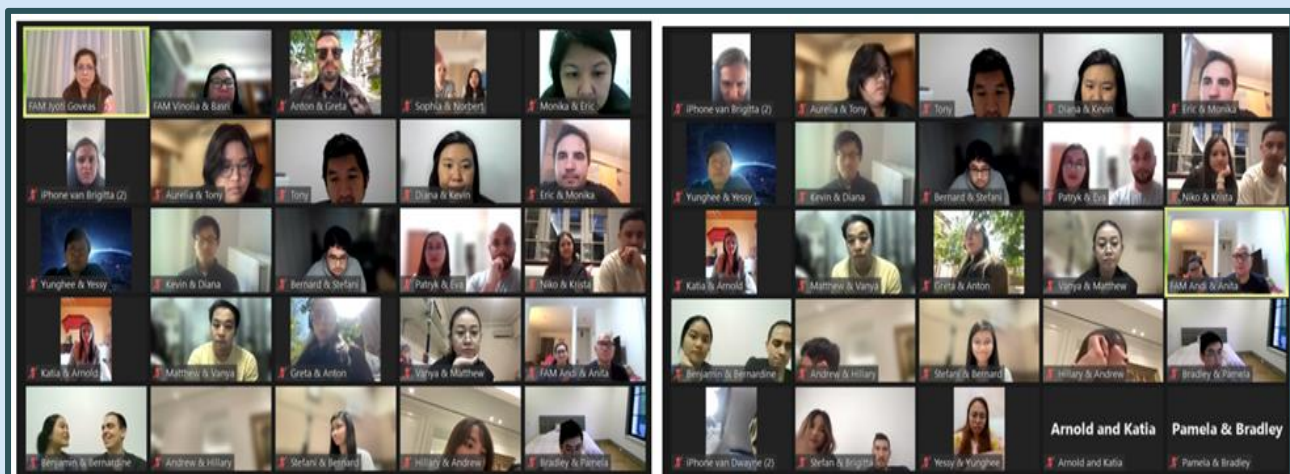 FAM Jyoti Goveas
FAM Vinolia & Basri
Anton & Greta
Sophia & Norbert
Monika & Eric
iPhone van Brigitta (2)
Aurelia & Tony
Tony
Diana & Kevin
Eric & Monika
Yunghee & Yessy
Kevin & Diana
Bernard & Stefani
Patryk & Eva
Niko & Krista
Katia & Arnold
Matthew & Vanya
Greta & Anton
Vanya & Matthew
FAM Andi & Anita
Benjamin & Bernardine
Andrew & Hillary
Stefani & Bernard
Hillary & Andrew
Bradley & Pamela
iPhone van Brigitta (2)
Aurelia & Tony
Tony
Diana & Kevin
Eric & Monika
Yunghee & Yessy
Kevin & Diana
Bernard & Stefani
Patryk & Eva
Niko & Krista
Katia & Arnold
Matthew & Vanya
Greta & Anton
Vanya & Matthew
FAM Andi & Anita
Benjamin & Bernardine
Andrew & Hillary
Stefani & Bernard
Hillary & Andrew
Bradley & Pamela
iPhone van Dwayne (2)
Stefan & Brigitta
Yessy & Yunghee
Arnold and Katia
Arnold and Katia
Pamela & Bradley
Pamela & Bradley